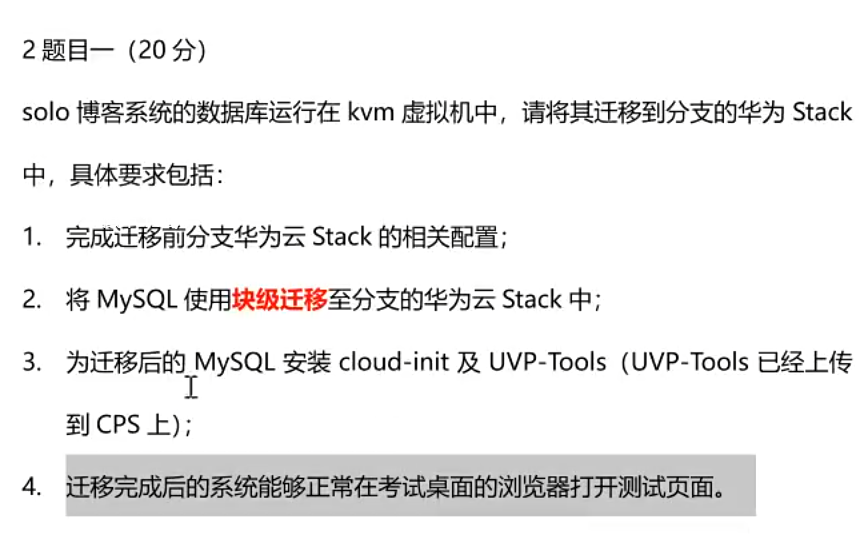 2 题目一（20 分）
solo 博客系统的数据库运行在 kvm 虚拟机中，请将其迁移到分支的华为 Stack
中，具体要求包括：
1. 完成迁移前分支华为云 Stack 的相关配置；
2. 将 MySQL 使用块级迁移至分支的华为云 Stack 中；
3. 为迁移后的 MySQL 安装 cloud-init 及 UVP-Tools（UVP-Tools 已经上传
到 CPS 上）；
4. 迁移完成后的系统能够正常在考试桌面的浏览器打开测试页面。